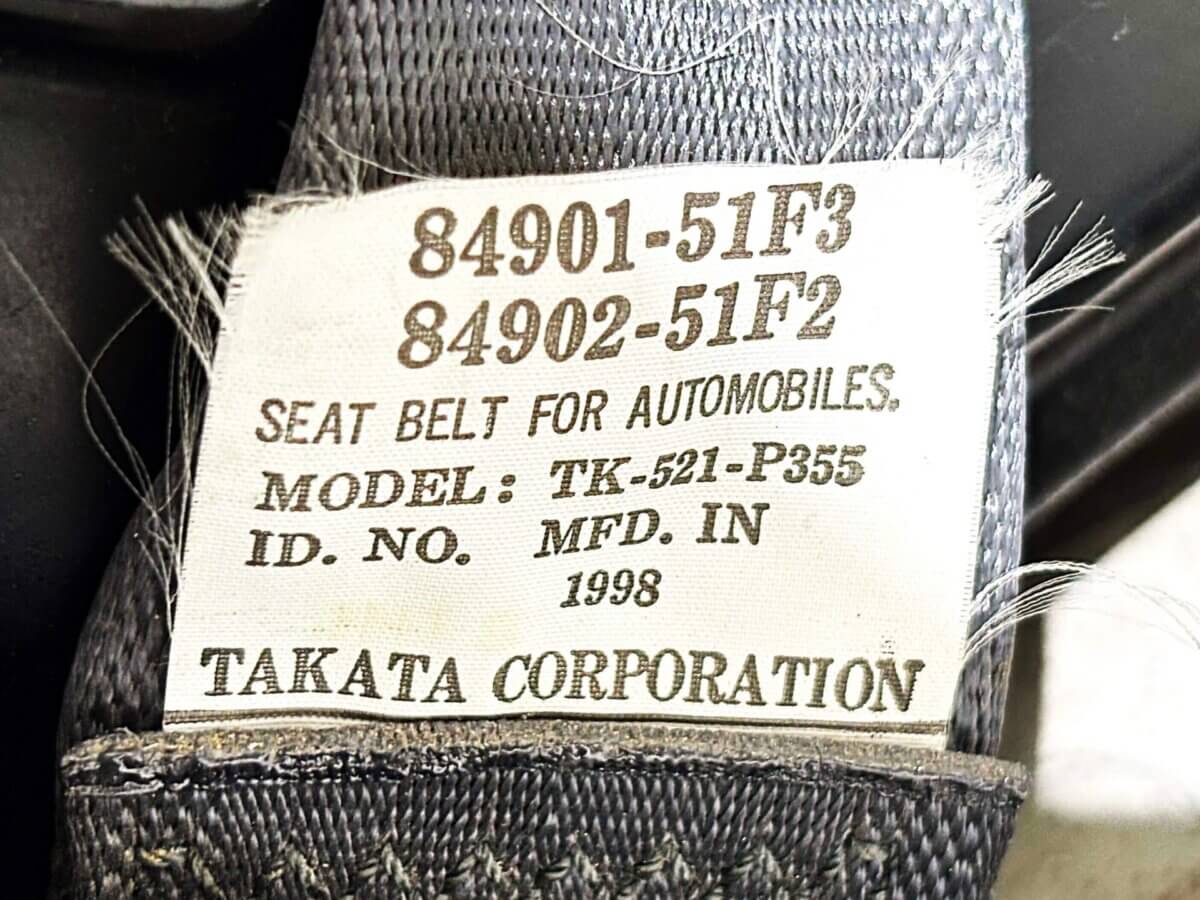 84901-51F3
84902-51F2
SEAT BELT FOR AUTOMOBILES.
MODEL: TK-521-P355
ID. NO. MFD. IN
1998
TAKATA CORPORATION